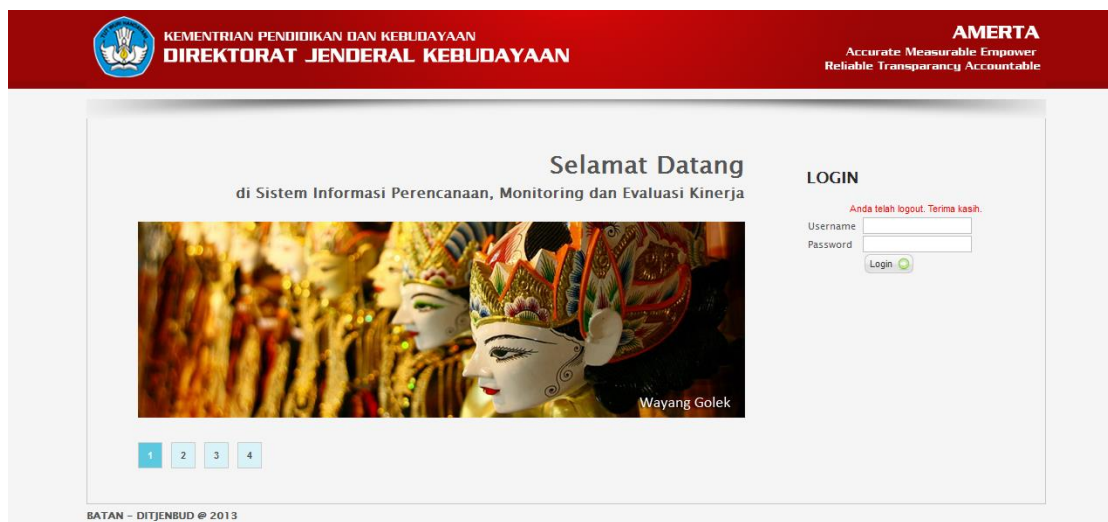 KEMENTRIAN PENDIDIKAN DAN KEBUDAYAAN
DIREKTORAT JENDERAL KEBUDAYAAN
AMERTA
Accurate Measurable Empower
Reliable Transparancy Accountable
Selamat Datang
di Sistem Informasi Perencanaan, Monitoring dan Evaluasi Kinerja
Wayang Golek
1 2 3 4
LOGIN
Anda telah logout. Terima kasih.
Username
Password
Login
BATAN - DITJENBUD @ 2013